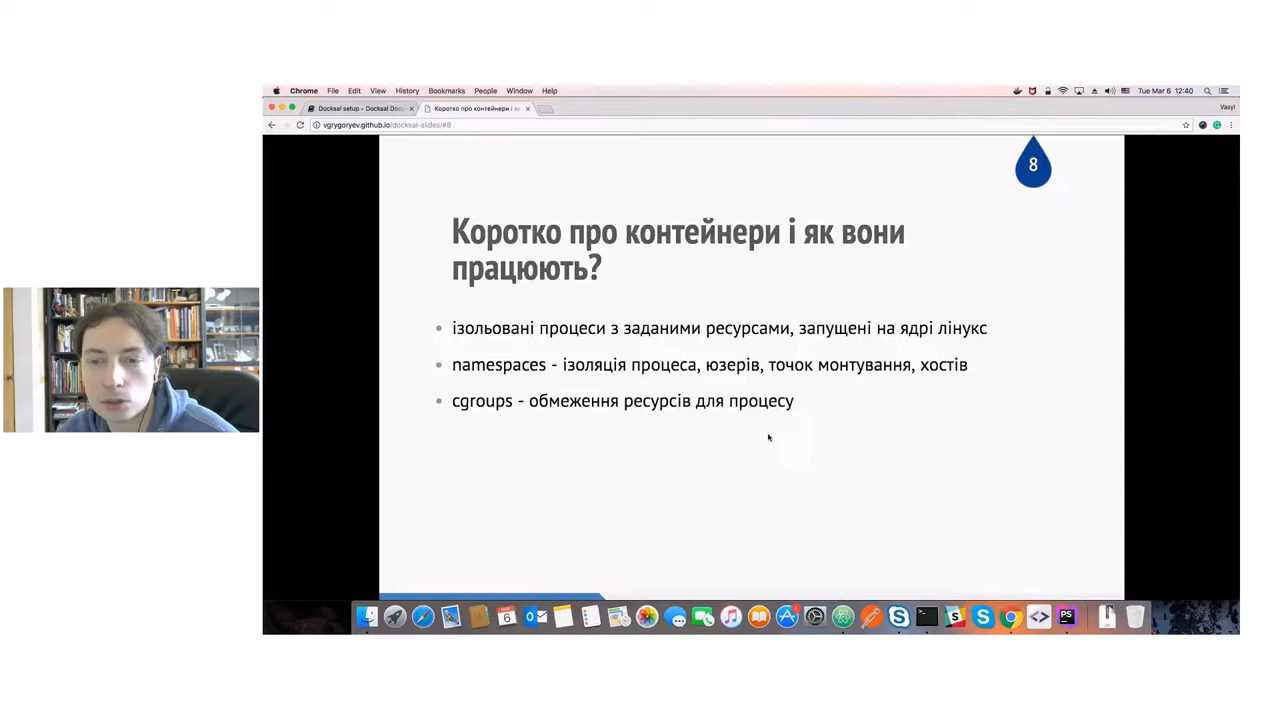 Chrome File Edit View History Bookmarks People Window Help
Tue Mar 6 12:40
Docksal setup - Docksal Doc
Коротко про контейнери і як
Vasyl
vgrygoryev.github.io/docksal-slides/#8
8
Коротко про контейнери і як вони
працюють?
ізольовані процеси з заданими ресурсами, запущені на ядрі лінукс
namespaces - ізоляція процеса, юзерів, точок монтування, хостів
cgroups - обмеження ресурсів для процесу
6
PS